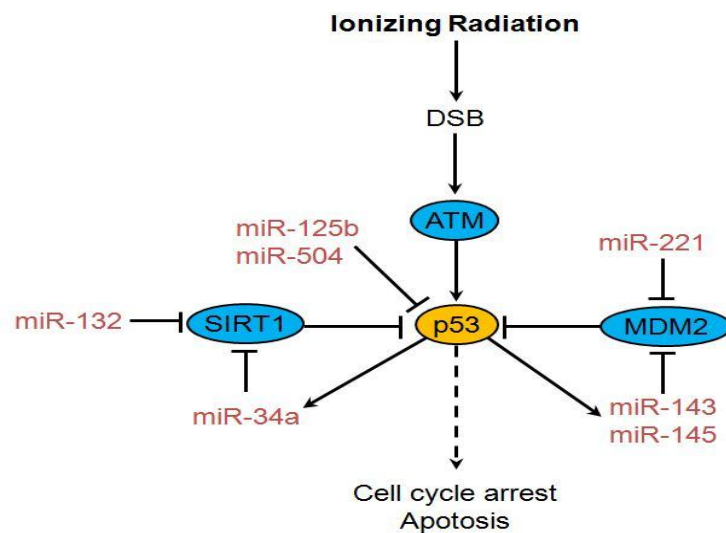 Ionizing Radiation
DSB
ATM
miR-125b
miR-504
miR-221
miR-132
SIRT1
p53
MDM2
miR-34a
miR-143
miR-145
Cell cycle arrest
Apotosis